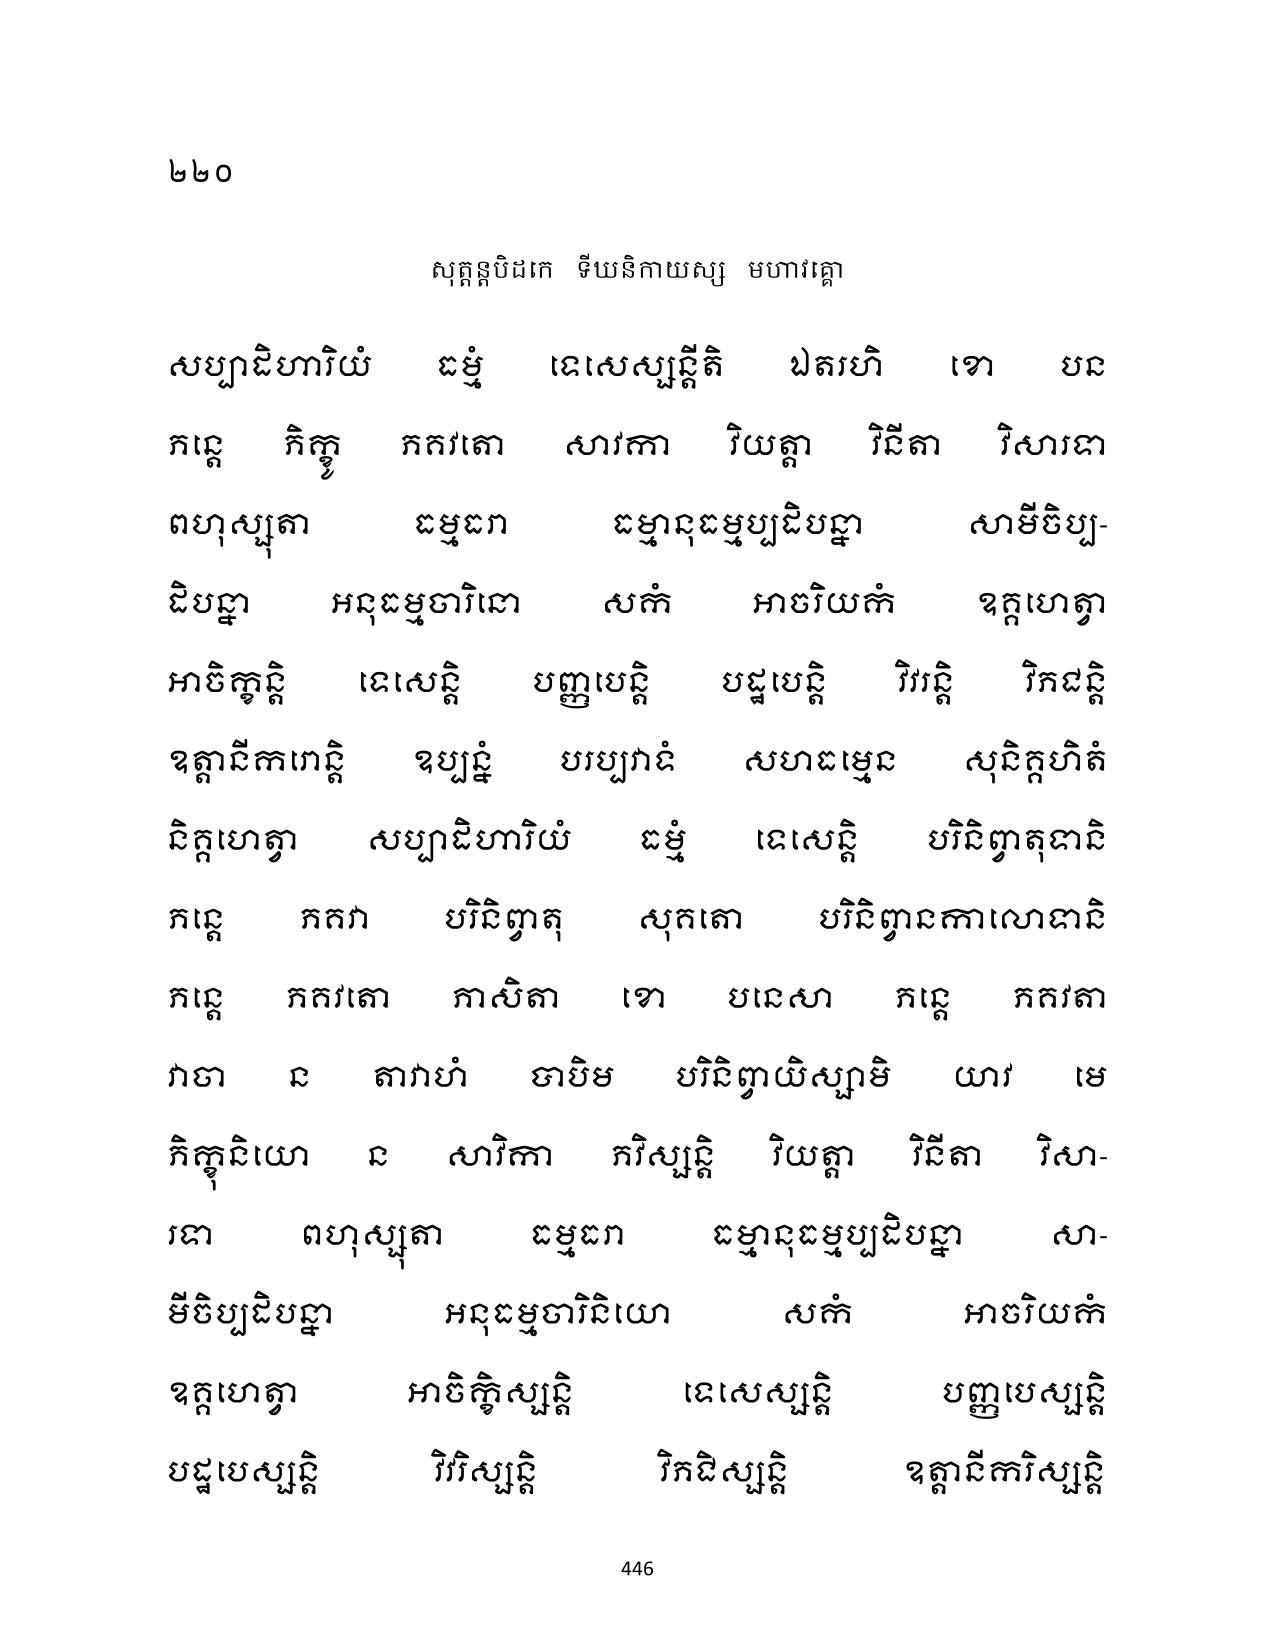 ២២០
សុត្តន្តបិដកេ ទីឃនិកាយស្ស មហាវគ្គោ
សប្បាដិហារិយំ ធម្មំ ទេសេស្សន្តីតិ ឯតរហិ ខោ បន
ភន្តេ ភិក្ខូ ភគវតោ សាវកា វិយត្តា វិនីតា វិសារទា
ពហុស្សុតា ធម្មធរា ធម្មានុធម្មប្បដិបន្នា សាមីចិប្ប-
ដិបន្នា អនុធម្មចារិនោ សកំ អាចរិយកំ ឧគ្គហេត្វា
អាចិក្ខន្តិ ទេសេន្តិ បញ្ញបេន្តិ បដ្ឋបេន្តិ វិវរន្តិ វិភជន្តិ
ឧត្តានីករោន្តិ ឧប្បន្នំ បរប្បវាទំ សហធម្មេន សុនិគ្គហិតំ
និគ្គហេត្វា សប្បាដិហារិយំ ធម្មំ ទេសេន្តិ បរិនិព្វាតុទានិ
ភន្តេ ភគវា បរិនិព្វាតុ សុគតោ បរិនិព្វានកាលោទានិ
ភន្តេ ភគវតោ ភាសិតា ខោ បនេសា ភន្តេ ភគវតា
វាចា ន តាវាហំ បាបិម បរិនិព្វាយិស្សាមិ យាវ មេ
ភិក្ខុនិយោ ន សាវិកា ភវិស្សន្តិ វិយត្តា វិនីតា វិសា-
រទា ពហុស្សុតា ធម្មធរា ធម្មានុធម្មប្បដិបន្នា សា-
មីចិប្បដិបន្នា អនុធម្មចារិនិយោ សកំ អាចរិយកំ
ឧគ្គហេត្វា អាចិក្ខិស្សន្តិ ទេសេស្សន្តិ បញ្ញបេស្សន្តិ
បដ្ឋបេស្សន្តិ វិវរិស្សន្តិ វិភជិស្សន្តិ ឧត្តានីករិស្សន្តិ
446